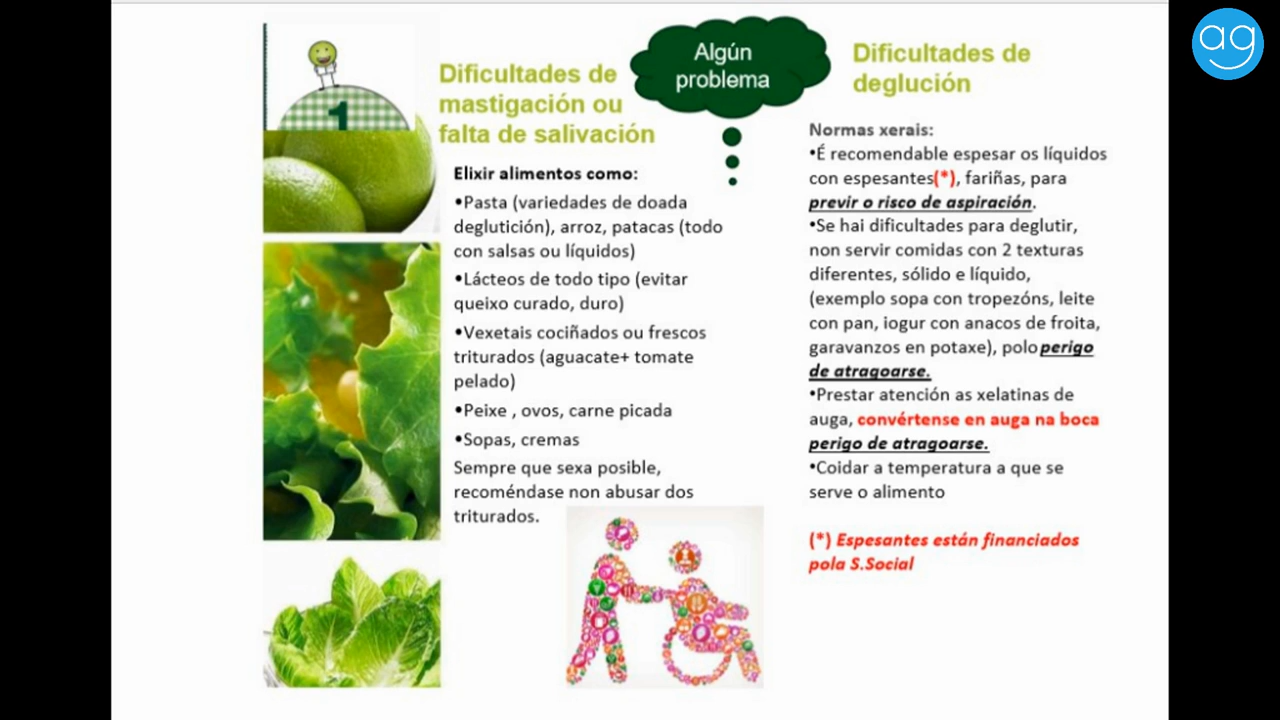 ag
1
Algún
problema
Dificultades de
mastigación ou
falta de salivación
Elixir alimentos como:
•Pasta (variedades de doada
deglutición), arroz, patacas (todo
con salsas ou líquidos)
•Lácteos de todo tipo (evitar
queixo curado, duro)
•Vexetais cociñados ou frescos
triturados (aguacate+ tomate
pelado)
•Peixe , ovos, carne picada
•Sopas, cremas
Sempre que sexa posible,
recoméndase non abusar dos
triturados.
Dificultades de
deglución
Normas xerais:
•É recomendable espesar os líquidos
con espesantes(*), fariñas, para
previr o risco de aspiración.
•Se hai dificultades para deglutir,
non servir comidas con 2 texturas
diferentes, sólido e líquido,
(exemplo sopa con tropezóns, leite
con pan, iogur con anacos de froita,
garavanzos en potaxe), polo perigo
de atragoarse.
•Prestar atención as xelatinas de
auga, convértense en auga na boca
perigo de atragoarse.
•Coidar a temperatura a que se
serve o alimento
(*) Espesantes están financiados
pola S.Social